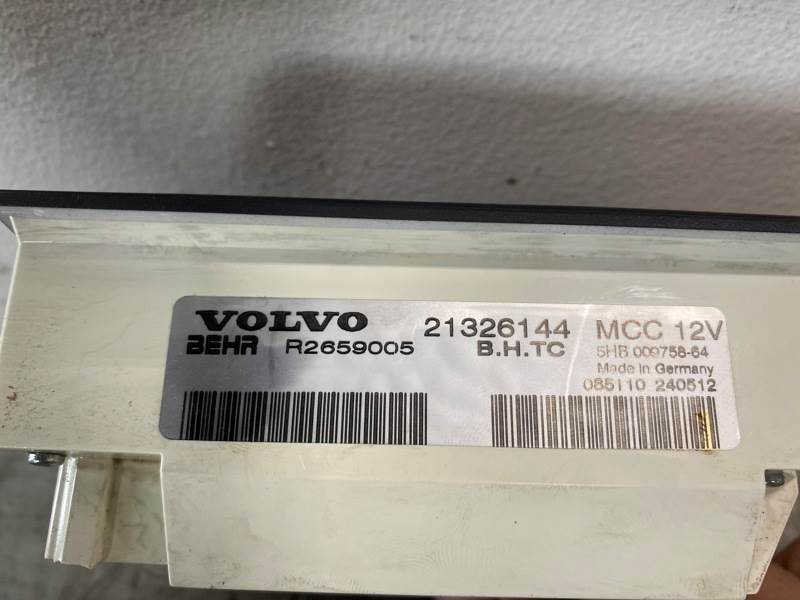 VOLVO 21326144 MCC 12V
BEHR R2659005 B.H.TC 5HB 009758-64
Made in Germany
085110 240512